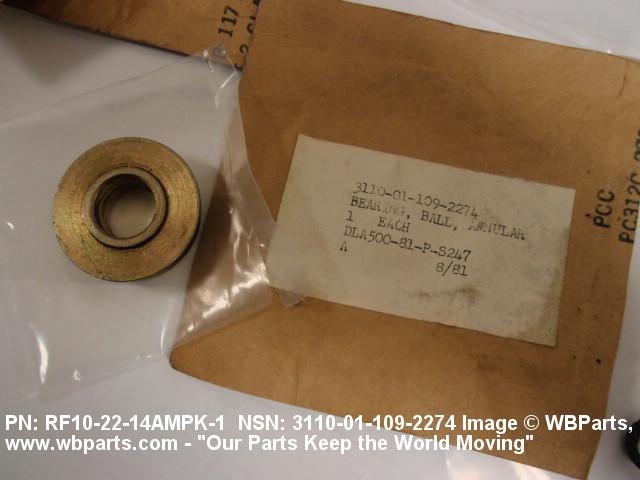 117
3110-01-109-2274
BEARING, BALL, ANNULAR
1 EACH
DLA500-81-P-S247
A 8/81
PCC
PN: RF10-22-14AMPK-1 NSN: 3110-01-109-2274 Image © WBParts,
www.wbparts.com - "Our Parts Keep the World Moving"